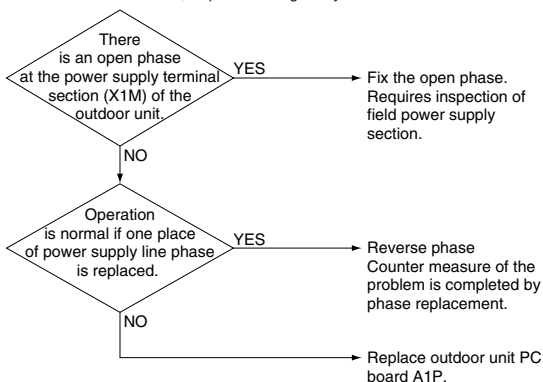 There
is an open phase
at the power supply terminal
section (X1M) of the
outdoor unit.
YES
Fix the open phase.
Requires inspection of
field power supply
section.
NO
Operation
is normal if one place
of power supply line phase
is replaced.
YES
Reverse phase
Counter measure of the
problem is completed by
phase replacement.
NO
Replace outdoor unit PC
board A1P.